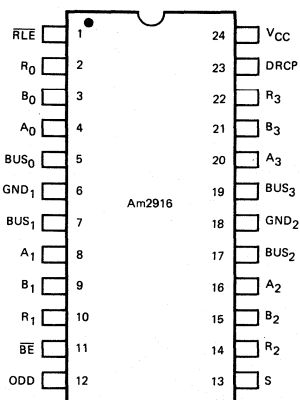 RLE 1 24 VCC
R0 2 23 DRCP
B0 3 22 R3
A0 4 21 B3
BUS0 5 20 A3
GND1 6 19 BUS3
Am2916
BUS1 7 18 GND2
A1 8 17 BUS2
B1 9 16 A2
R1 10 15 B2
BE 11 14 R2
ODD 12 13 S